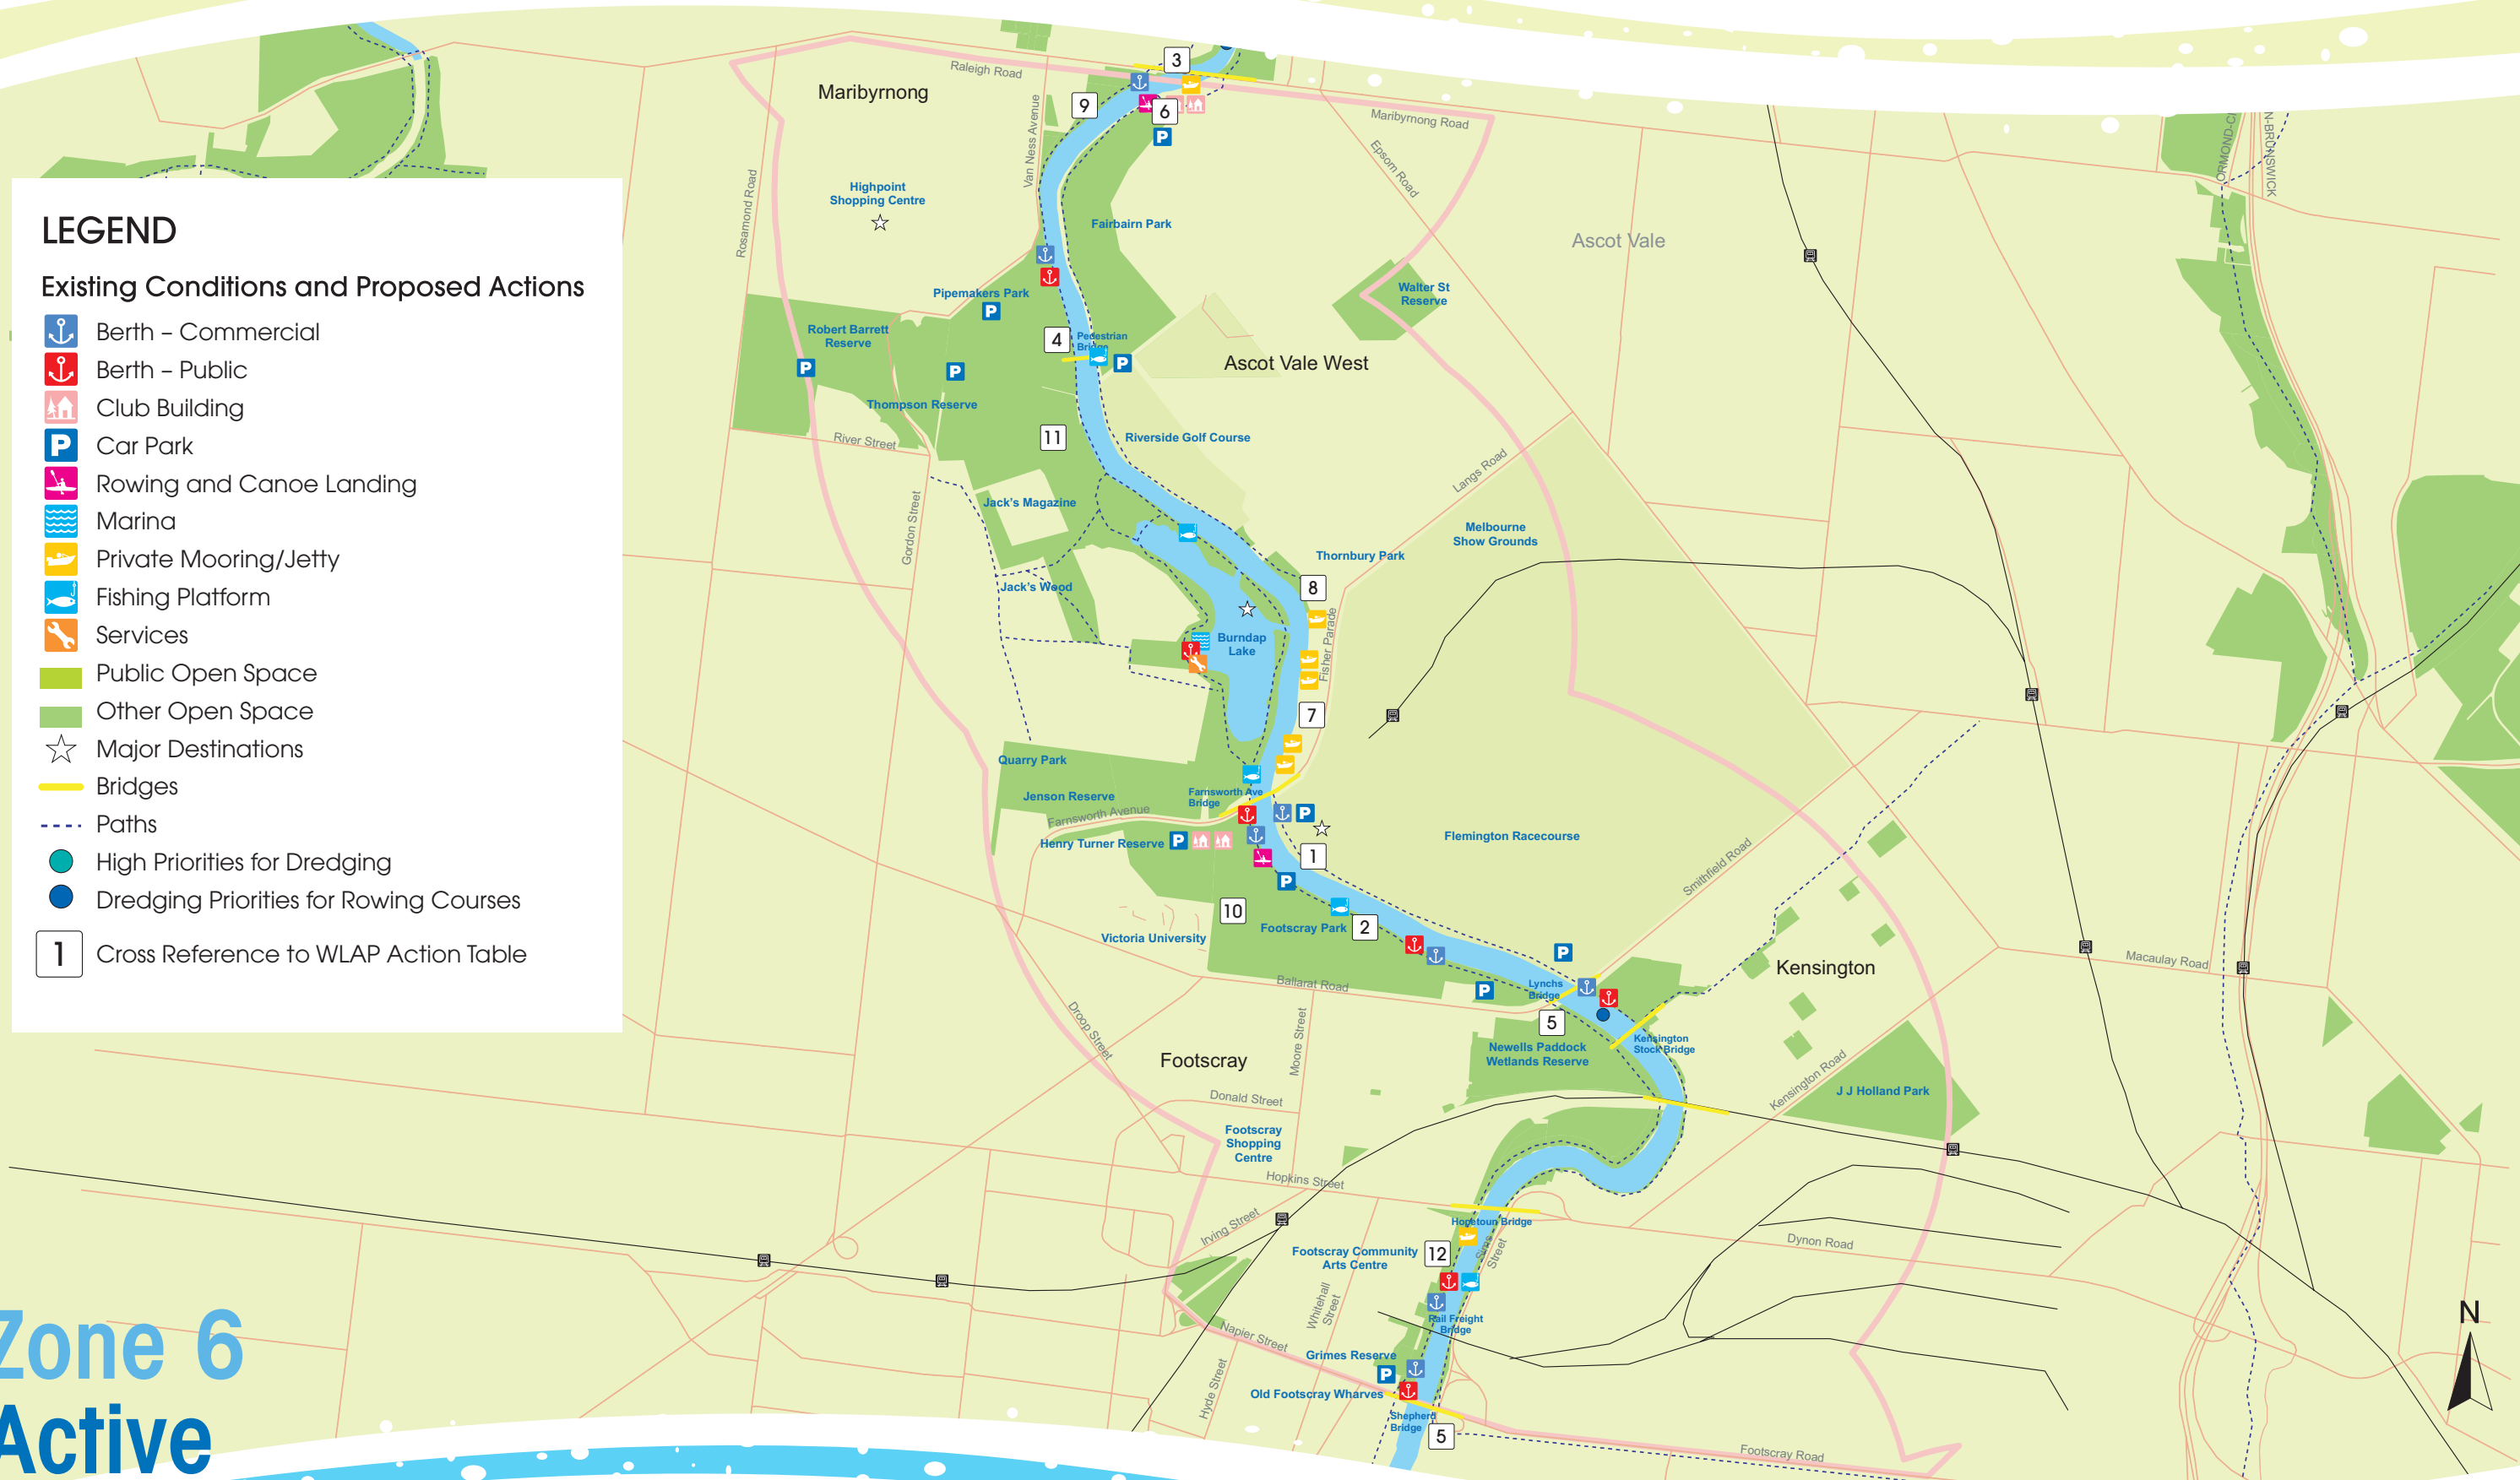 LEGEND
Existing Conditions and Proposed Actions
Berth – Commercial
Berth – Public
Club Building
P Car Park
Rowing and Canoe Landing
Marina
Private Mooring/Jetty
Fishing Platform
Services
Public Open Space
Other Open Space
Major Destinations
Bridges
Paths
High Priorities for Dredging
Dredging Priorities for Rowing Courses
1 Cross Reference to WLAP Action Table
Zone 6
Active
3
Raleigh Road
Maribyrnong
9
6
P
Maribyrnong Road
Van Ness Avenue
Epsom Road
Rosamond Road
Highpoint
Shopping Centre
Fairbairn Park
Ascot Vale
N-BRUNSWICK
Pipemakers Park
P
Walter St
Reserve
Robert Barrett
Reserve
P
P
4
Pedestrian
Bridge
P
Ascot Vale West
Thompson Reserve
River Street
11
Riverside Golf Course
Langs Road
Gordon Street
Jack's Magazine
Melbourne
Show Grounds
Thornbury Park
Jack's Wood
8
Fisher Parade
Burndap
Lake
7
Quarry Park
Jenson Reserve
Farnsworth Ave
Bridge
Farnsworth Avenue
P
Henry Turner Reserve
P
Flemington Racecourse
1
P
Smithfield Road
10
Footscray Park
2
Victoria University
P
Kensington
Macaulay Road
Ballarat Road
P
Lynchs
Bridge
5
Droop Street
Moore Street
Kensington
Stock Bridge
Newells Paddock
Wetlands Reserve
Footscray
Kensington Road
J J Holland Park
Donald Street
Footscray
Shopping
Centre
Hopkins Street
Irving Street
Hopetoun Bridge
Sims
Street
Dynon Road
12
Footscray Community
Arts Centre
Whitehall
Street
Rail Freight
Bridge
Napier Street
Grimes Reserve
P
Hyde Street
Old Footscray Wharves
Shepherd
Bridge
5
Footscray Road
N